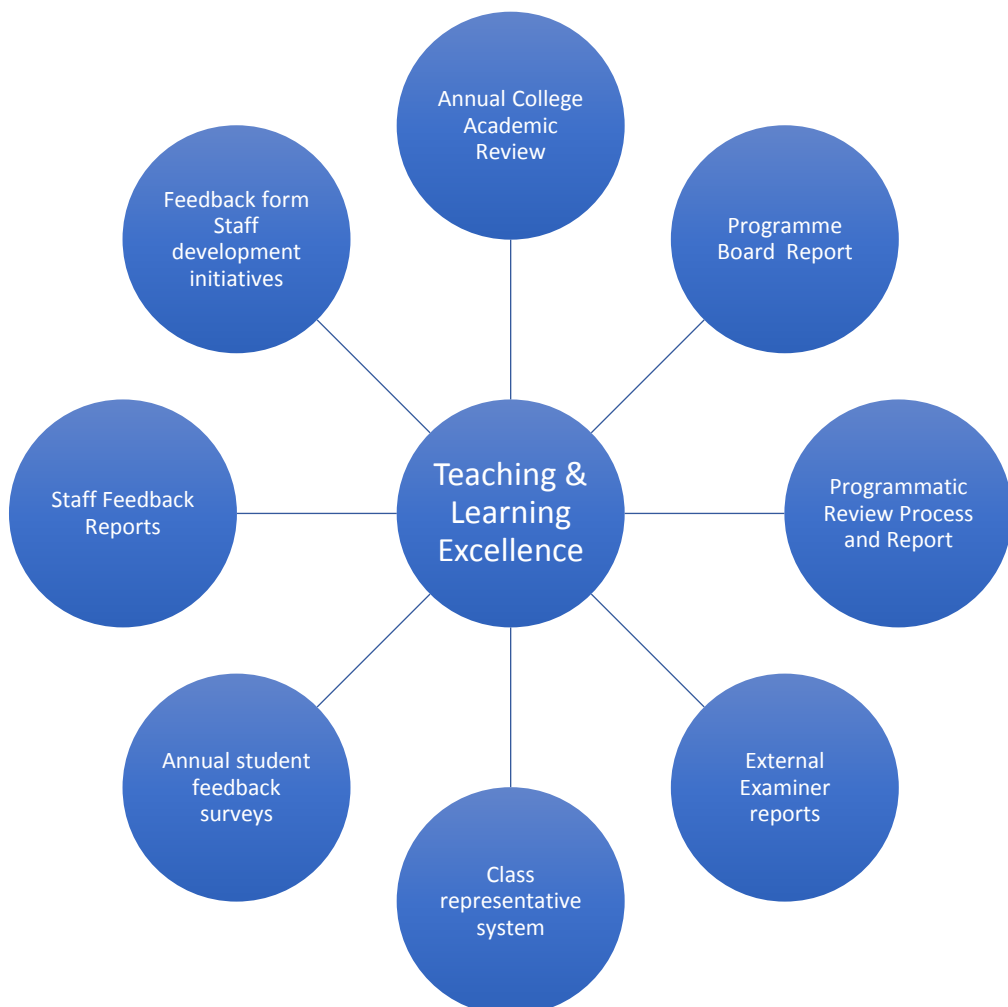 Annual College
Academic
Review
Programme
Board  Report
Programmatic
Review Process
and Report
External
Examiner
reports
Class
representative
system
Annual student
feedback
surveys
Staff Feedback
Reports
Feedback form
Staff
development
initiatives
Teaching &
Learning
Excellence